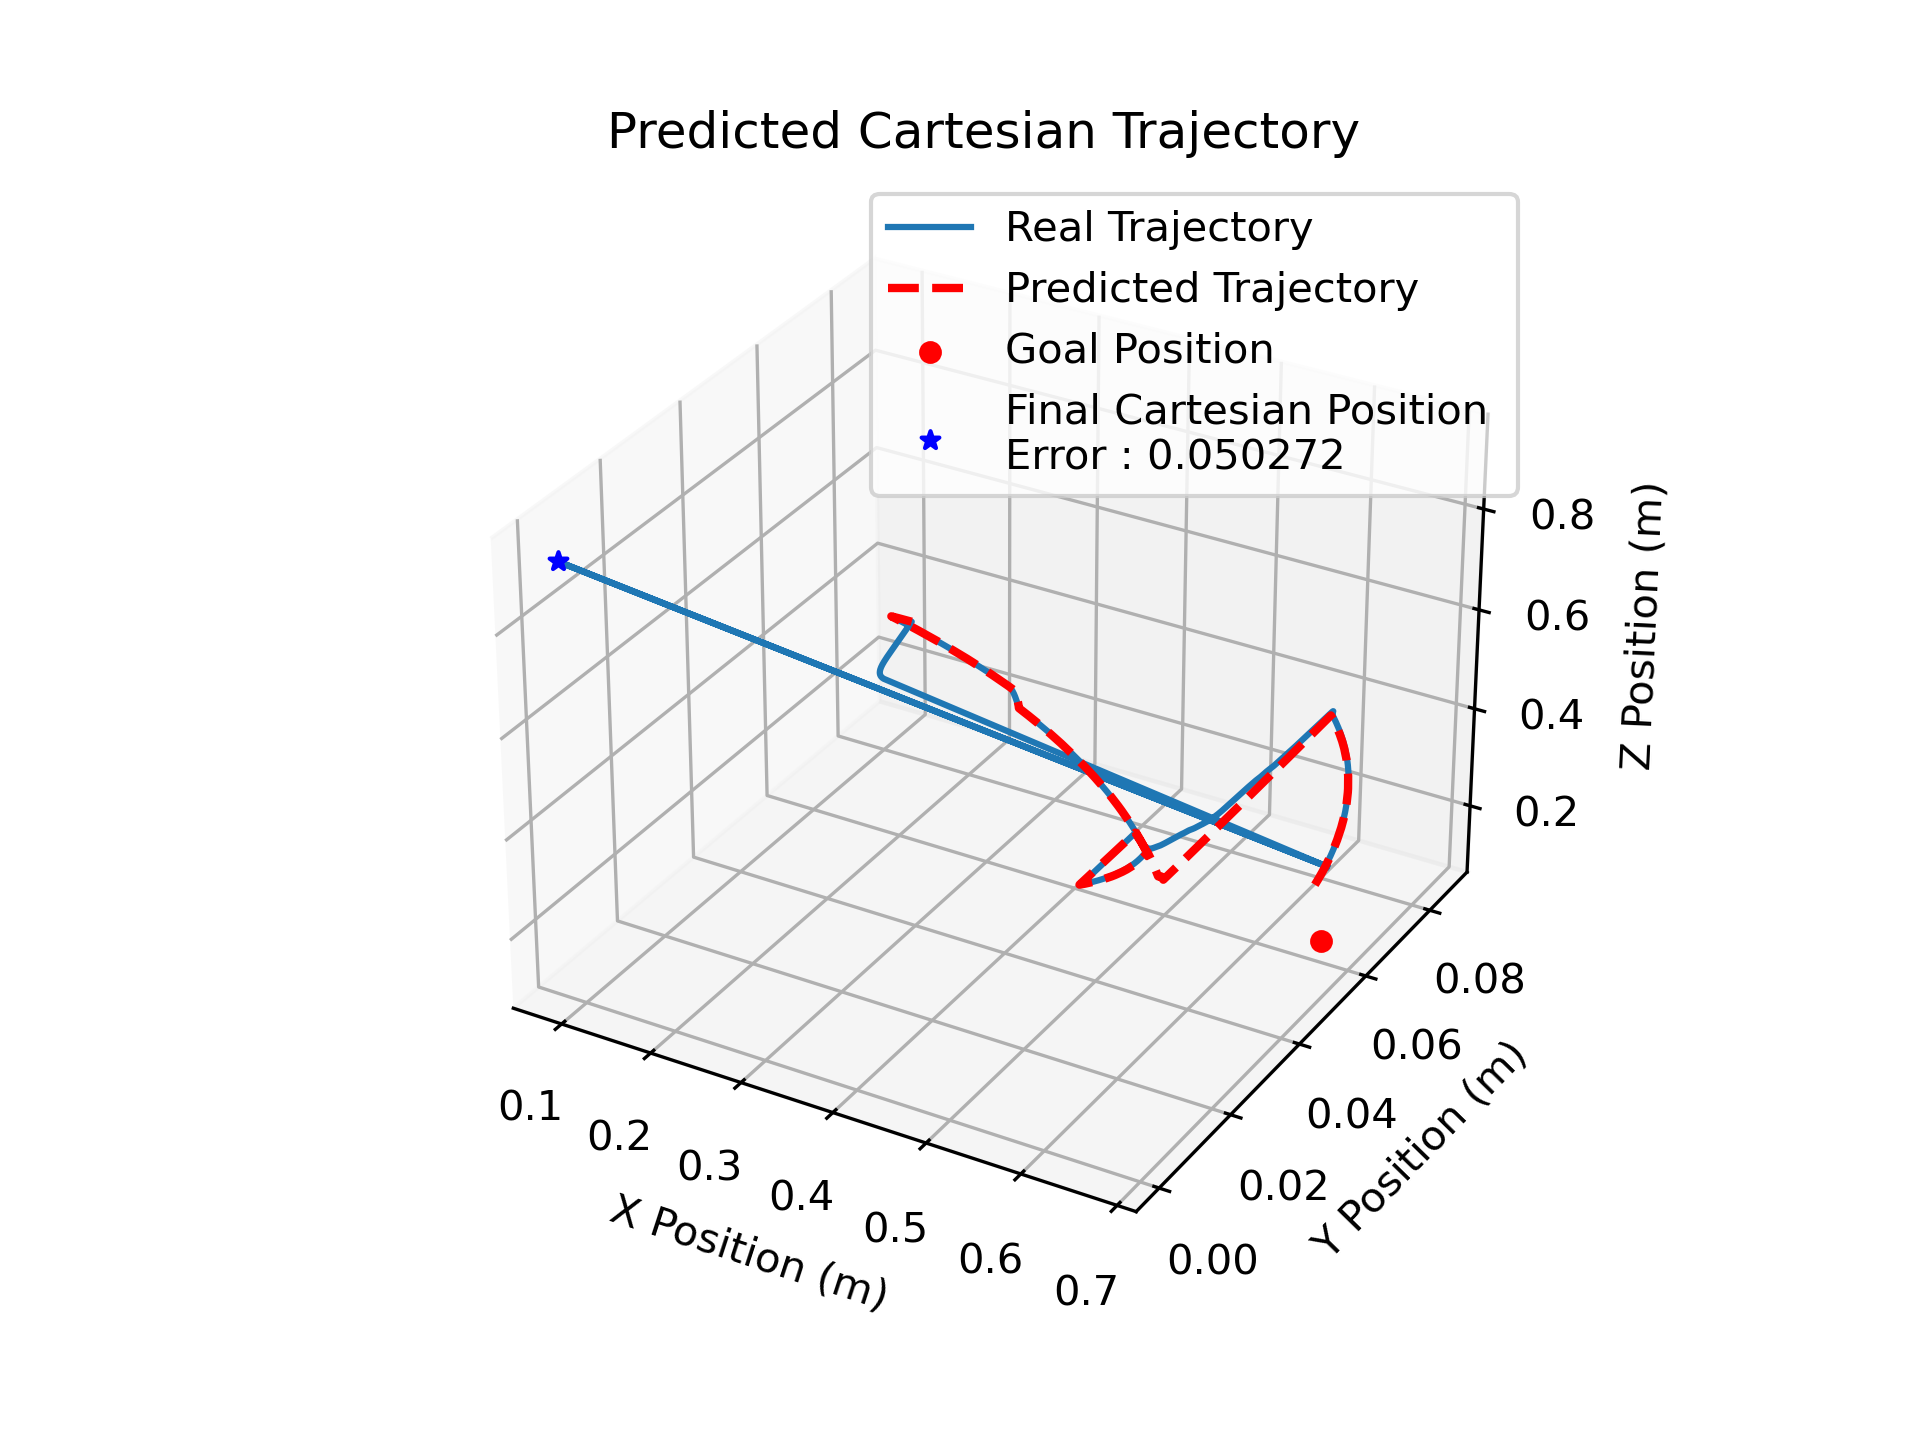 Predicted Cartesian Trajectory
Real Trajectory
Predicted Trajectory
Goal Position
Final Cartesian Position
Error : 0.050272
0.8
0.6
0.4
0.2
Z Position (m)
0.08
0.06
0.04
0.02
0.00
Y Position (m)
0.1
0.2
0.3
0.4
0.5
0.6
0.7
X Position (m)